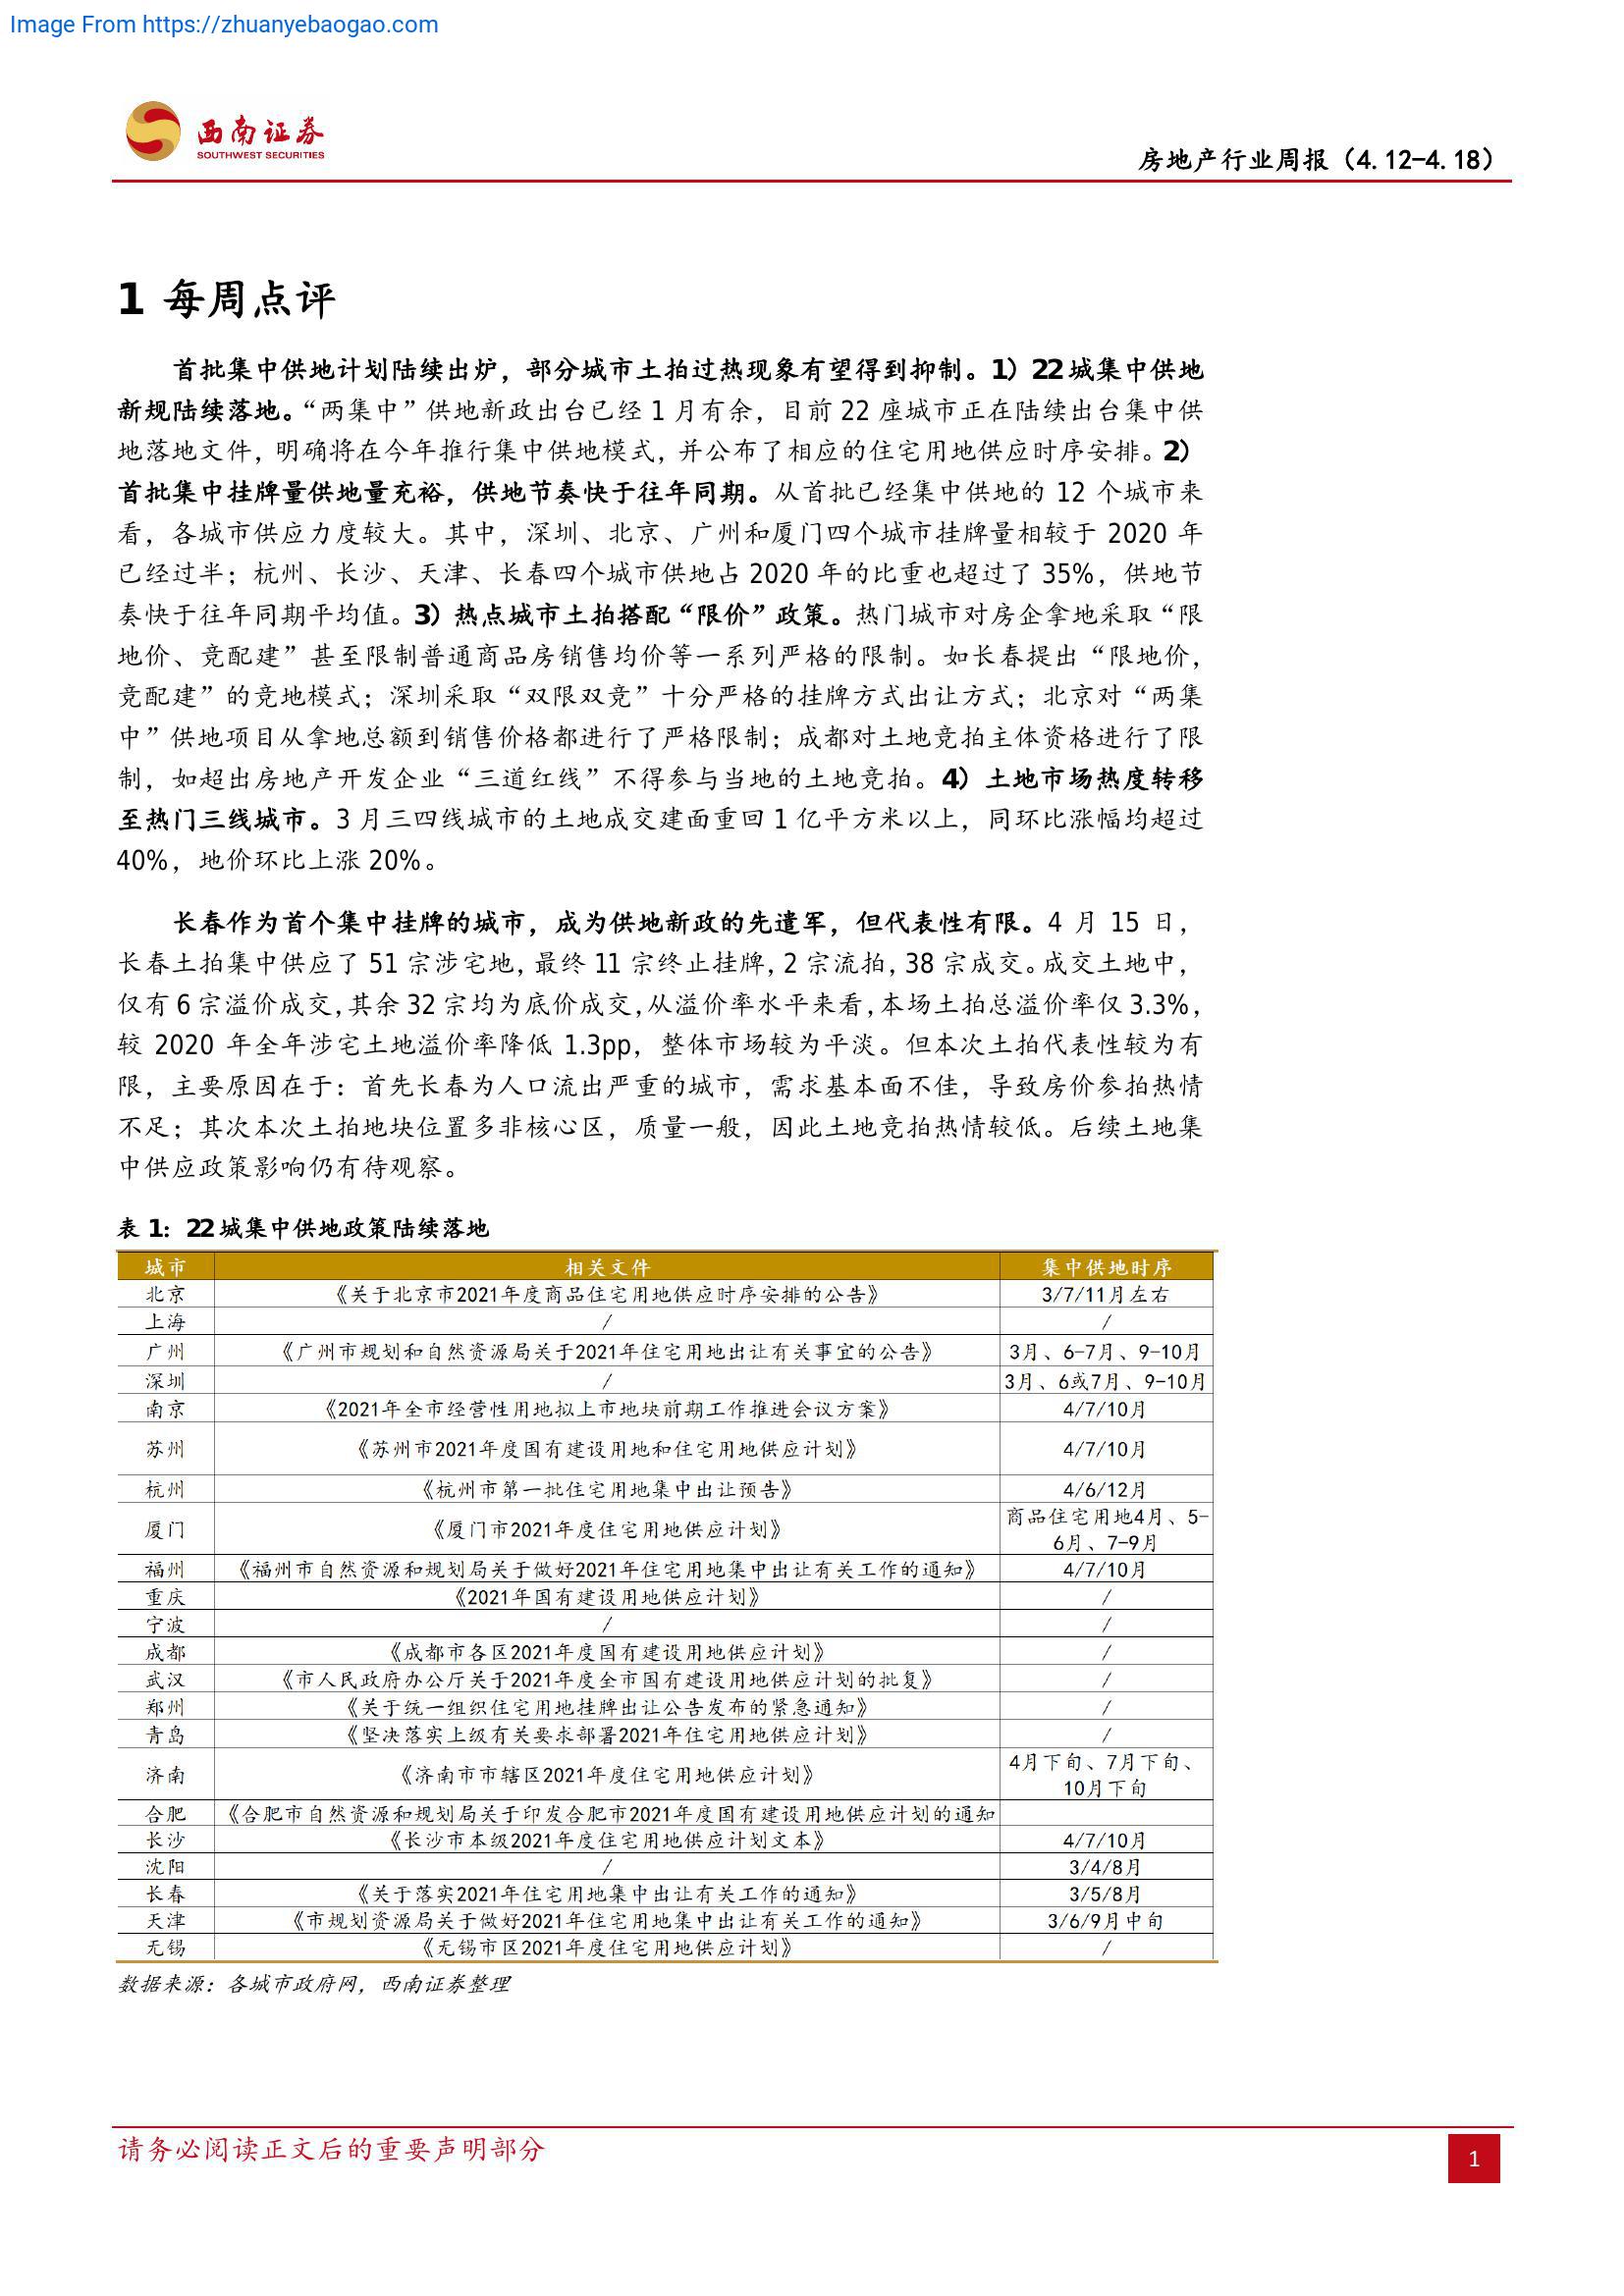 Image From https://zhuanyebaogao.com
西南证券
SOUTHWEST SECURITIES
房地产行业周报（4.12-4.18）
1 每周点评
首批集中供地计划陆续出炉，部分城市土拍过热现象有望得到抑制。1）22城集中供地
新规陆续落地。“两集中”供地新政出台已经 1 月有余，目前 22 座城市正在陆续出台集中供
地落地文件，明确将在今年推行集中供地模式，并公布了相应的住宅用地供应时序安排。2）
首批集中挂牌量供地量充裕，供地节奏快于往年同期。从首批已经集中供地的 12 个城市来
看，各城市供应力度较大。其中，深圳、北京、广州和厦门四个城市挂牌量相较于 2020 年
已经过半；杭州、长沙、天津、长春四个城市供地占 2020 年的比重也超过了 35%，供地节
奏快于往年同期平均值。3）热点城市土拍搭配“限价”政策。热门城市对房企拿地采取“限
地价、竞配建”甚至限制普通商品房销售均价等一系列严格的限制。如长春提出“限地价，
竞配建”的竞地模式；深圳采取“双限双竞”十分严格的挂牌方式出让方式；北京对“两集
中”供地项目从拿地总额到销售价格都进行了严格限制；成都对土地竞拍主体资格进行了限
制，如超出房地产开发企业“三道红线”不得参与当地的土地竞拍。4）土地市场热度转移
至热门三线城市。3 月三四线城市的土地成交建面重回 1 亿平方米以上，同环比涨幅均超过
40%，地价环比上涨 20%。
长春作为首个集中挂牌的城市，成为供地新政的先遣军，但代表性有限。4 月 15 日，
长春土拍集中供应了 51 宗涉宅地，最终 11 宗终止挂牌，2 宗流拍，38 宗成交。成交土地中，
仅有 6 宗溢价成交，其余 32 宗均为底价成交，从溢价率水平来看，本场土拍总溢价率仅 3.3%，
较 2020 年全年涉宅土地溢价率降低 1.3pp，整体市场较为平淡。但本次土拍代表性较为有
限，主要原因在于：首先长春为人口流出严重的城市，需求基本面不佳，导致房价参拍热情
不足；其次本次土拍地块位置多非核心区，质量一般，因此土地竞拍热情较低。后续土地集
中供应政策影响仍有待观察。
表 1：22城集中供地政策陆续落地
城市 相关文件 集中供地时序
北京 《关于北京市2021年度商品住宅用地供应时序安排的公告》 3/7/11月左右
上海 / /
广州 《广州市规划和自然资源局关于2021年住宅用地出让有关事宜的公告》 3月、6-7月、9-10月
深圳 / 3月、6或7月、9-10月
南京 《2021年全市经营性用地拟上市地块前期工作推进会议方案》 4/7/10月
苏州 《苏州市2021年度国有建设用地和住宅用地供应计划》 4/7/10月
杭州 《杭州市第一批住宅用地集中出让预告》 4/6/12月
厦门 《厦门市2021年度住宅用地供应计划》 商品住宅用地4月、5-
6月、7-9月
福州 《福州市自然资源和规划局关于做好2021年住宅用地集中出让有关工作的通知》 4/7/10月
重庆 《2021年国有建设用地供应计划》 /
宁波 / /
成都 《成都市各区2021年度国有建设用地供应计划》 /
武汉 《市人民政府办公厅关于2021年度全市国有建设用地供应计划的批复》 /
郑州 《关于统一组织住宅用地挂牌出让公告发布的紧急通知》 /
青岛 《坚决落实上级有关要求部署2021年住宅用地供应计划》 /
济南 《济南市市辖区2021年度住宅用地供应计划》 4月下旬、7月下旬、
10月下旬
合肥 《合肥市自然资源和规划局关于印发合肥市2021年度国有建设用地供应计划的通知
长沙 《长沙市本级2021年度住宅用地供应计划文本》 4/7/10月
沈阳 / 3/4/8月
长春 《关于落实2021年住宅用地集中出让有关工作的通知》 3/5/8月
天津 《市规划资源局关于做好2021年住宅用地集中出让有关工作的通知》 3/6/9月中旬
无锡 《无锡市区2021年度住宅用地供应计划》 /
数据来源：各城市政府网，西南证券整理
请务必阅读正文后的重要声明部分
1